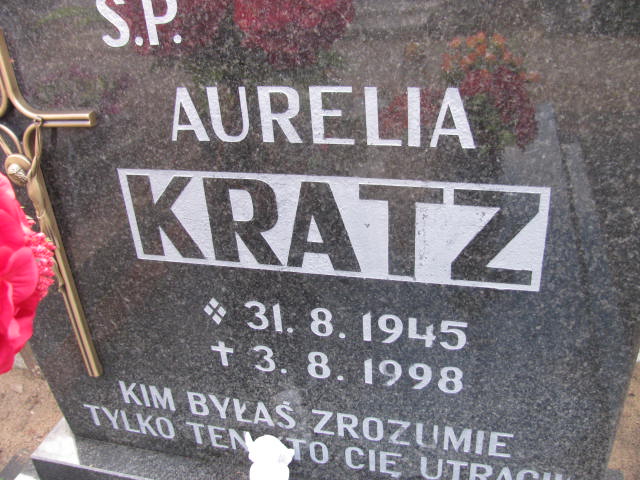 S.P.
AURELIA
KRATZ
31. 8. 1945
3. 8. 1998
KIM BYŁAŚ ZROZUMIE
TYLKO TEN CIĘ